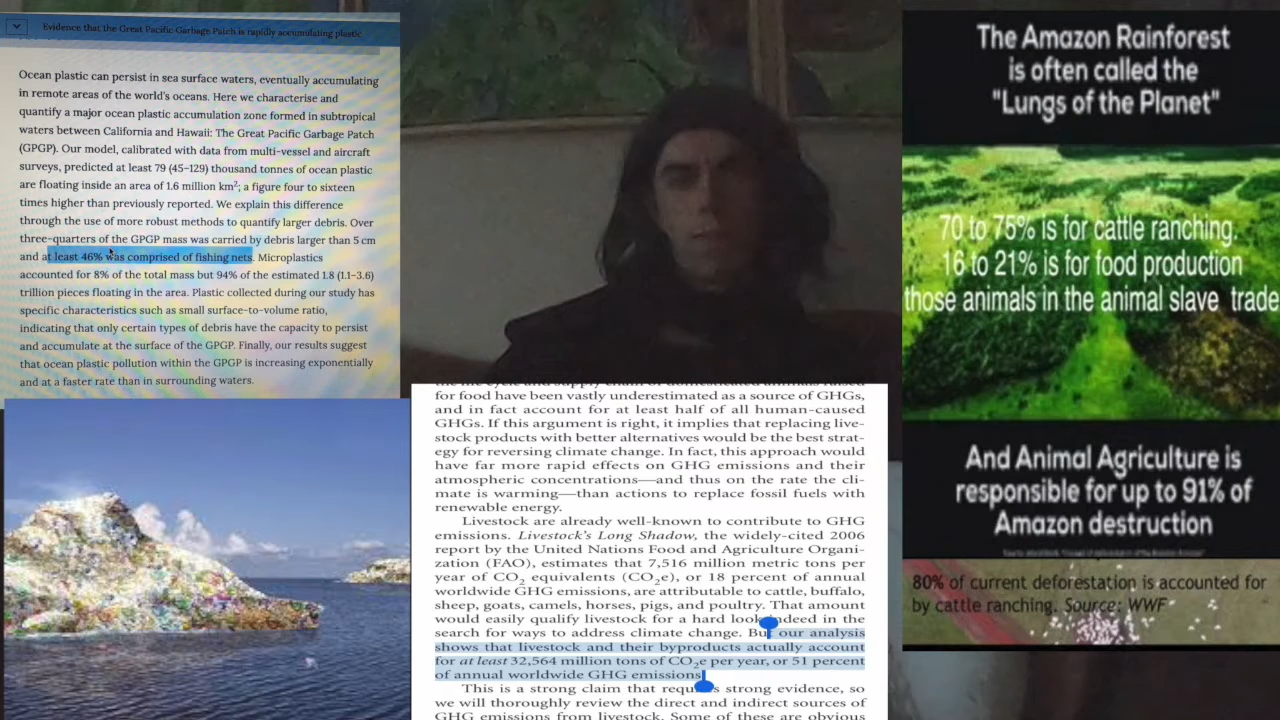 Evidence that the Great Pacific Garbage Patch is rapidly accumulating plastic
Ocean plastic can persist in sea surface waters, eventually accumulating
in remote areas of the world's oceans. Here we characterise and
quantify a major ocean plastic accumulation zone formed in subtropical
waters between California and Hawaii: The Great Pacific Garbage Patch
(GPGP). Our model, calibrated with data from multi-vessel and aircraft
surveys, predicted at least 79 (45–129) thousand tonnes of ocean plastic
are floating inside an area of 1.6 million km²; a figure four to sixteen
times higher than previously reported. We explain this difference
through the use of more robust methods to quantify larger debris. Over
three-quarters of the GPGP mass was carried by debris larger than 5 cm
and at least 46% was comprised of fishing nets. Microplastics
accounted for 8% of the total mass but 94% of the estimated 1.8 (1.1–3.6)
trillion pieces floating in the area. Plastic collected during our study has
specific characteristics such as small surface-to-volume ratio,
indicating that only certain types of debris have the capacity to persist
and accumulate at the surface of the GPGP. Finally, our results suggest
that ocean plastic pollution within the GPGP is increasing exponentially
and at a faster rate than in surrounding waters.
the life cycle and supply chain of domesticated animals raised
for food have been vastly underestimated as a source of GHGs,
and in fact account for at least half of all human-caused
GHGs. If this argument is right, it implies that replacing live-
stock products with better alternatives would be the best strat-
egy for reversing climate change. In fact, this approach would
have far more rapid effects on GHG emissions and their
atmospheric concentrations—and thus on the rate the cli-
mate is warming—than actions to replace fossil fuels with
renewable energy.
Livestock are already well-known to contribute to GHG
emissions. Livestock's Long Shadow, the widely-cited 2006
report by the United Nations Food and Agriculture Organi-
zation (FAO), estimates that 7,516 million metric tons per
year of CO₂ equivalents (CO₂e), or 18 percent of annual
worldwide GHG emissions, are attributable to cattle, buffalo,
sheep, goats, camels, horses, pigs, and poultry. That amount
would easily qualify livestock for a hard look indeed in the
search for ways to address climate change. But our analysis
shows that livestock and their byproducts actually account
for at least 32,564 million tons of CO₂e per year, or 51 percent
of annual worldwide GHG emissions.
This is a strong claim that requires strong evidence, so
we will thoroughly review the direct and indirect sources of
GHG emissions from livestock. Some of these are obvious
The Amazon Rainforest
is often called the
"Lungs of the Planet"
70 to 75% is for cattle ranching.
16 to 21% is for food production
those animals in the animal slave trade
And Animal Agriculture is
responsible for up to 91% of
Amazon destruction
80% of current deforestation is accounted for
by cattle ranching. Source: WWF